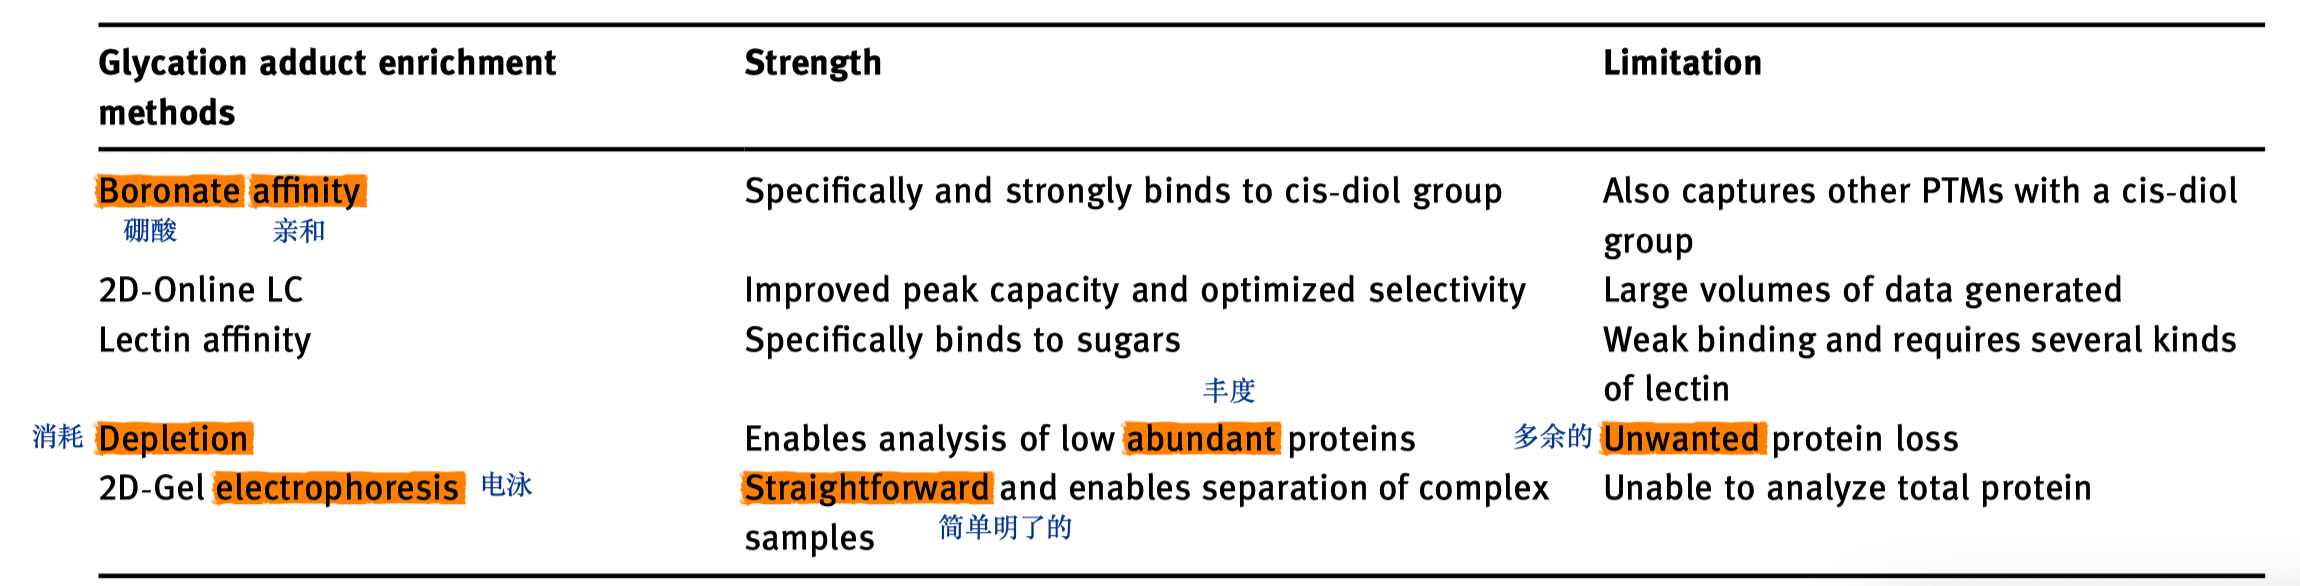 Glycation adduct enrichment methods
Strength
Limitation
Boronate affinity
硼酸 亲和
Specifically and strongly binds to cis-diol group
Also captures other PTMs with a cis-diol group
2D-Online LC
Improved peak capacity and optimized selectivity
Large volumes of data generated
Lectin affinity
Specifically binds to sugars
Weak binding and requires several kinds of lectin
消耗 Depletion
丰度
Enables analysis of low abundant proteins
多余的 Unwanted protein loss
2D-Gel electrophoresis 电泳
Straightforward and enables separation of complex samples
简单明了的
Unable to analyze total protein